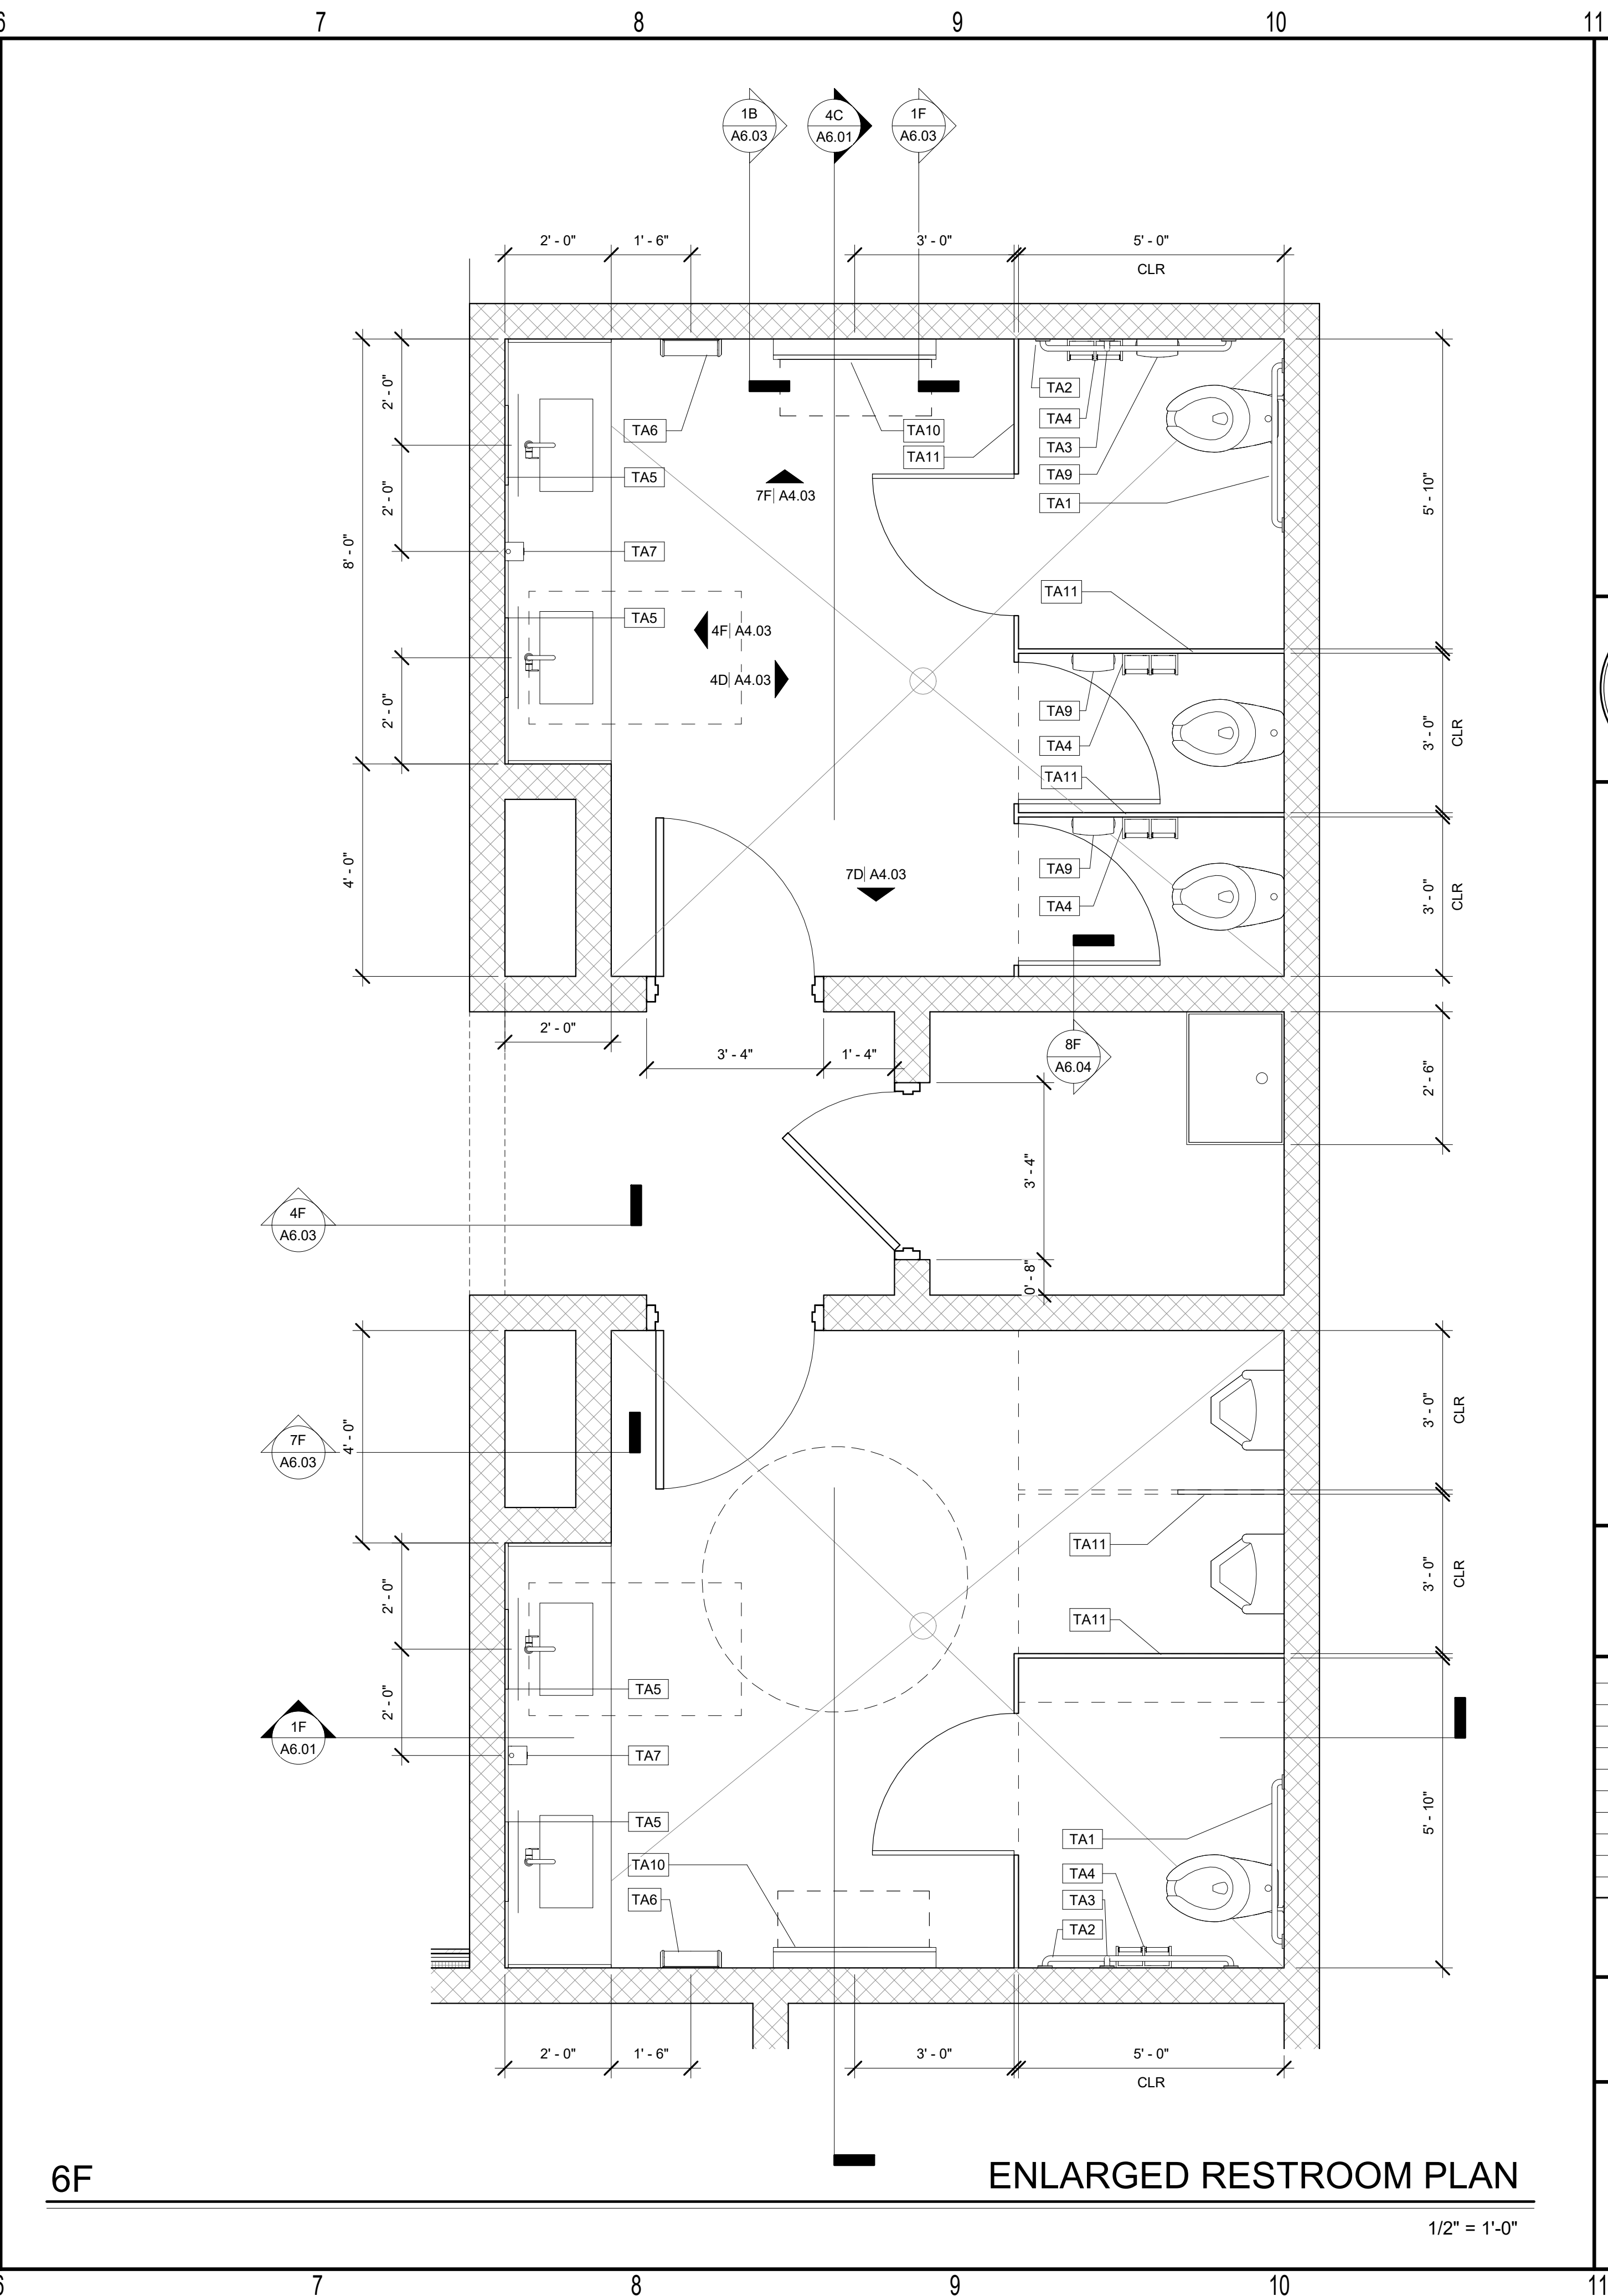 6 7 8 9 10 11
1B
A6.03
4C
A6.01
1F
A6.03
2' - 0" 1' - 6" 3' - 0" 5' - 0"
CLR
2' - 0"
2' - 0"
8' - 0"
2' - 0"
4' - 0"
TA6
TA5
TA7
TA5
TA10
TA11
7F A4.03
4F A4.03
4D A4.03
7D A4.03
TA2
TA4
TA3
TA9
TA1
TA11
TA9
TA4
TA11
TA9
TA4
5' - 10"
3' - 0"
CLR
3' - 0"
CLR
2' - 0"
3' - 4" 1' - 4"
8F
A6.04
2' - 6"
3' - 4"
0' - 8"
4F
A6.03
7F
A6.03
4' - 0"
2' - 0"
2' - 0"
1F
A6.01
3' - 0"
CLR
TA11
3' - 0"
CLR
TA11
TA5
TA7
TA5
TA10
TA6
TA1
TA4
TA3
TA2
5' - 10"
2' - 0" 1' - 6" 3' - 0" 5' - 0"
CLR
6F ENLARGED RESTROOM PLAN
1/2" = 1'-0"
6 7 8 9 10 11